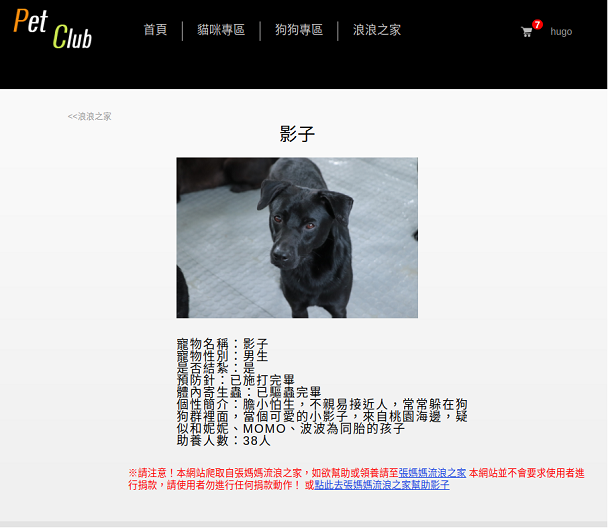 Pet Club
首頁 貓咪專區 狗狗專區 浪浪之家 7 hugo
<<浪浪之家
影子
寵物名稱：影子
寵物性別：男生
是否結紮：是
預防針：已施打完畢
體內寄生蟲：已驅蟲完畢
個性簡介：膽小怕生，不親易接近人，常常躲在狗
狗群裡面，當個可愛的小影子，來自桃園海邊，疑
似和妮妮、MOMO、波波為同胎的孩子
助養人數：38人
※請注意！本網站爬取自張媽媽流浪之家，如欲幫助或領養請至張媽媽流浪之家 本網站並不會要求使用者進
行捐款，請使用者勿進行任何捐款動作！ 或點此去張媽媽流浪之家幫助影子